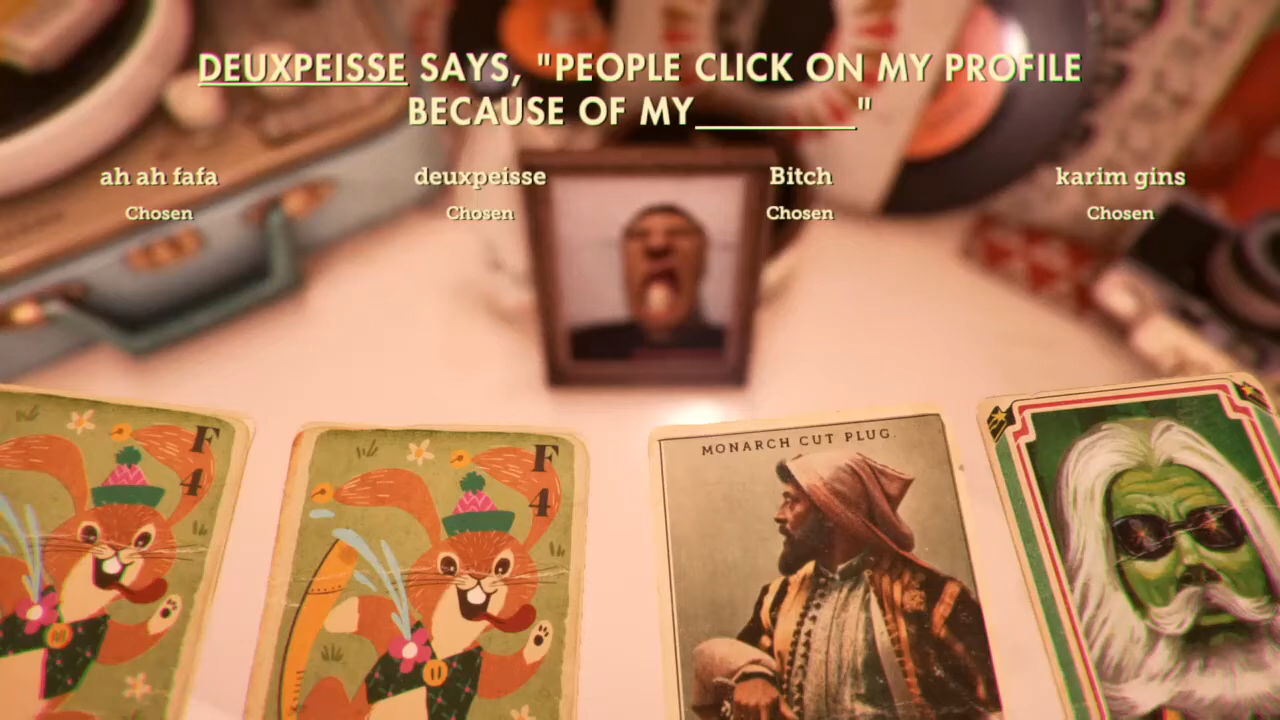 DEUXPEISSE SAYS, "PEOPLE CLICK ON MY PROFILE
BECAUSE OF MY________"
ah ah fafa deuxpeisse Bitch karim gins
Chosen Chosen Chosen Chosen
F
4
F
4
MONARCH CUT PLUG.